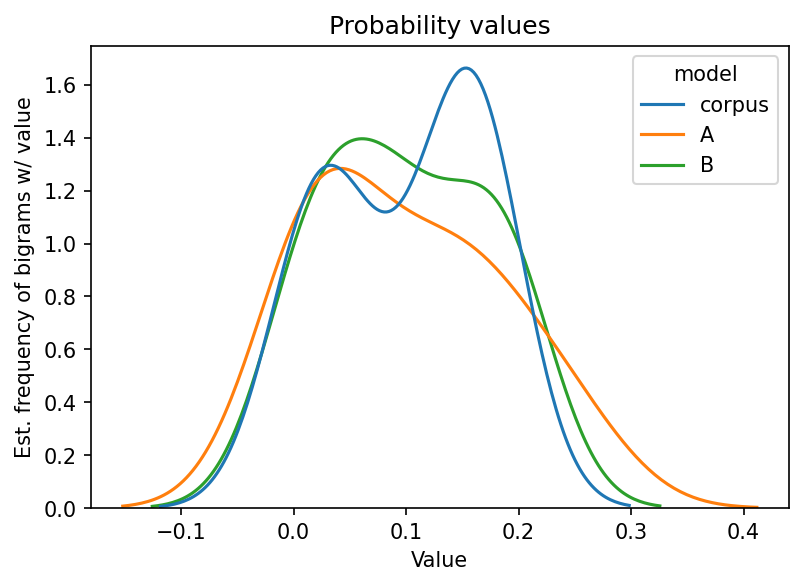 Probability values
Est. frequency of bigrams w/ value
1.6
1.4
1.2
1.0
0.8
0.6
0.4
0.2
0.0
model
corpus
A
B
−0.1
0.0
0.1
0.2
0.3
0.4
Value